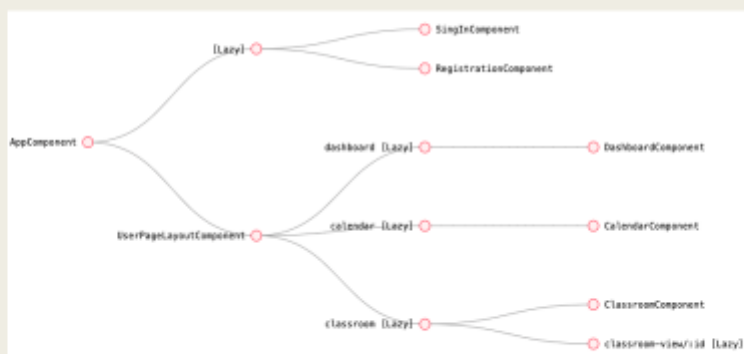 SingInComponent
[Lazy]
RegistrationComponent
AppComponent
dashboard [Lazy]
DashboardComponent
calendar [Lazy]
CalendarComponent
UserPageLayoutComponent
ClassroomComponent
classroom [Lazy]
classroom-view/:id [Lazy]